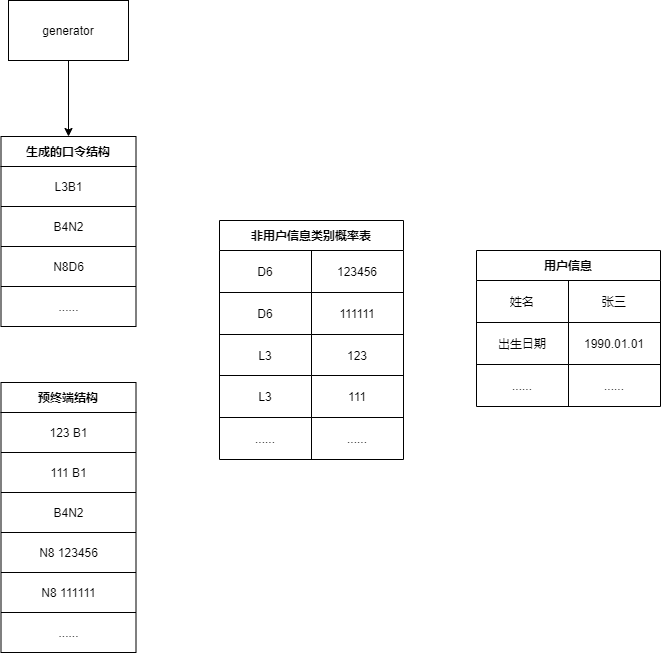 generator
生成的口令结构
L3B1
B4N2
N8D6
......
预终端结构
123 B1
111 B1
B4N2
N8 123456
N8 111111
......
非用户信息类别概率表
D6 123456
D6 111111
L3 123
L3 111
...... ......
用户信息
姓名 张三
出生日期 1990.01.01
...... ......